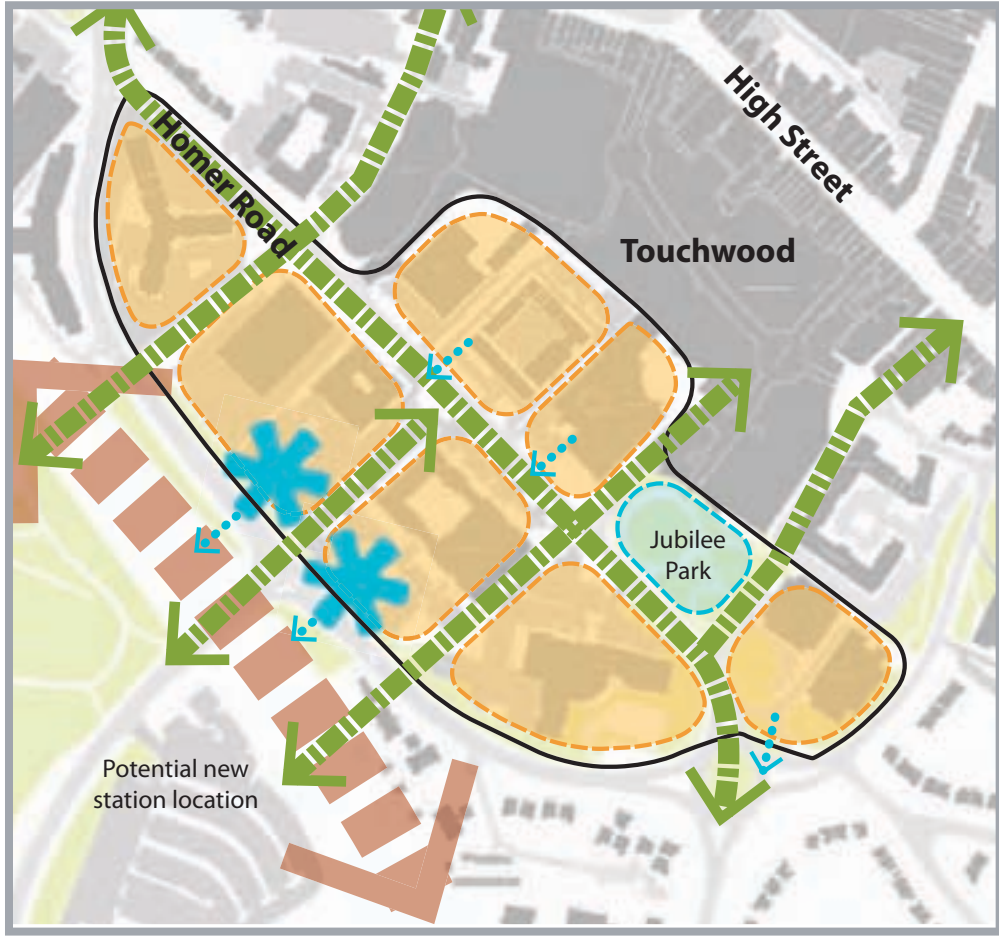 High Street
Homer Road
Touchwood
Jubilee
Park
Potential new
station location